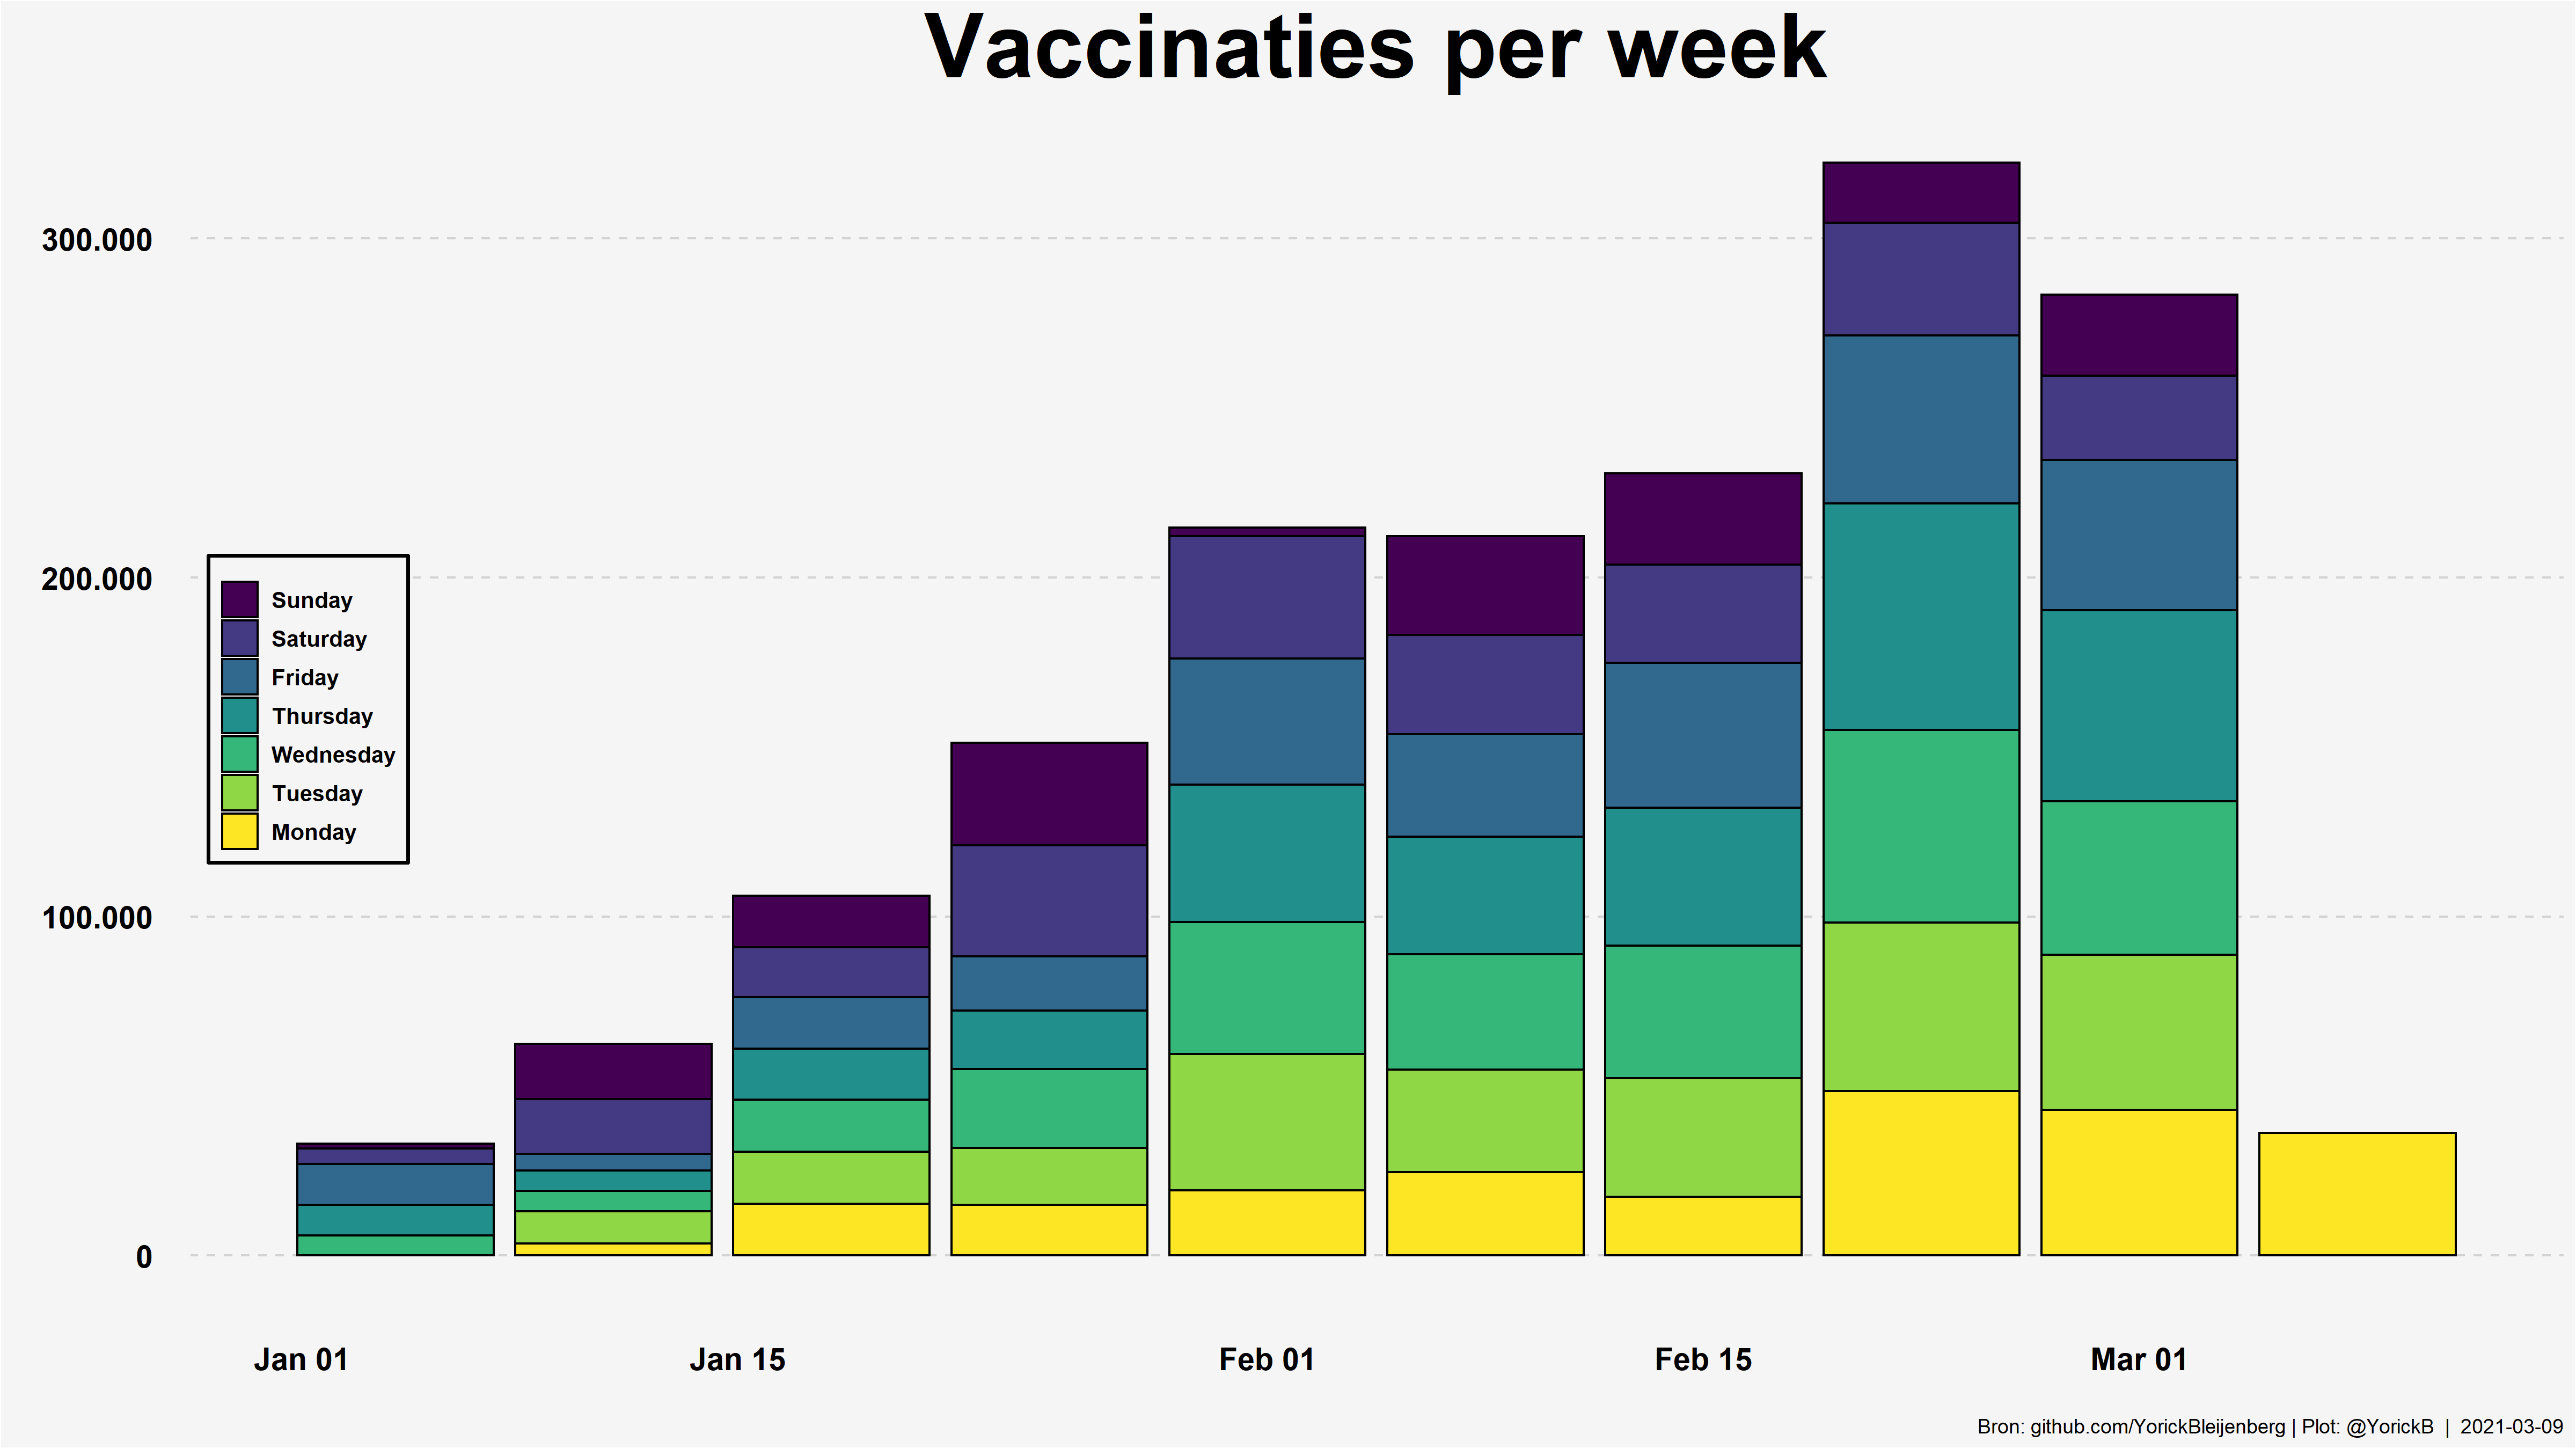 Vaccinaties per week
300.000
200.000
100.000
0
Sunday
Saturday
Friday
Thursday
Wednesday
Tuesday
Monday
Jan 01
Jan 15
Feb 01
Feb 15
Mar 01
Bron: github.com/YorickBleijenberg | Plot: @YorickB | 2021-03-09